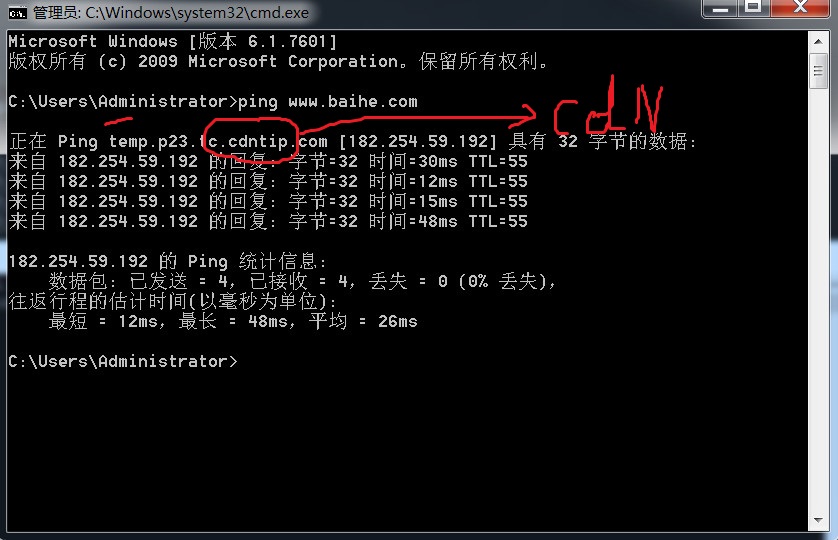 管理员: C:\Windows\system32\cmd.exe
Microsoft Windows [版本 6.1.7601]
版权所有 (c) 2009 Microsoft Corporation。保留所有权利。
C:\Users\Administrator>ping www.baihe.com
cdN
正在 Ping temp.p23.tc.cdntip.com [182.254.59.192] 具有 32 字节的数据:
来自 182.254.59.192 的回复: 字节=32 时间=30ms TTL=55
来自 182.254.59.192 的回复: 字节=32 时间=12ms TTL=55
来自 182.254.59.192 的回复: 字节=32 时间=15ms TTL=55
来自 182.254.59.192 的回复: 字节=32 时间=48ms TTL=55
182.254.59.192 的 Ping 统计信息:
数据包: 已发送 = 4，已接收 = 4，丢失 = 0 (0% 丢失)，
往返行程的估计时间(以毫秒为单位):
最短 = 12ms，最长 = 48ms，平均 = 26ms
C:\Users\Administrator>